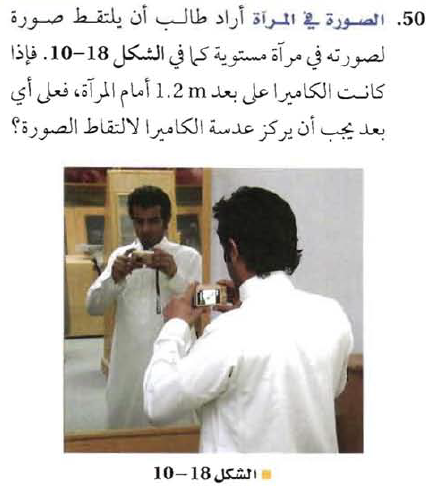 50. الصورة في المرآة أراد طالب أن يلتقط صورة
لصورته في مرآة مستوية كما في الشكل 18-10. فإذا
كانت الكاميرا على بعد 1.2 m أمام المرآة، فعلى أي
بعد يجب أن يركز عدسة الكاميرا لالتقاط الصورة؟
الشكل 18-10